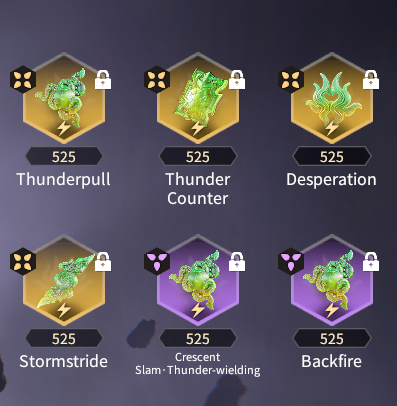 525 525 525
Thunderpull Thunder Desperation
Counter
525 525 525
Stormstride Crescent Backfire
Slam·Thunder-wielding